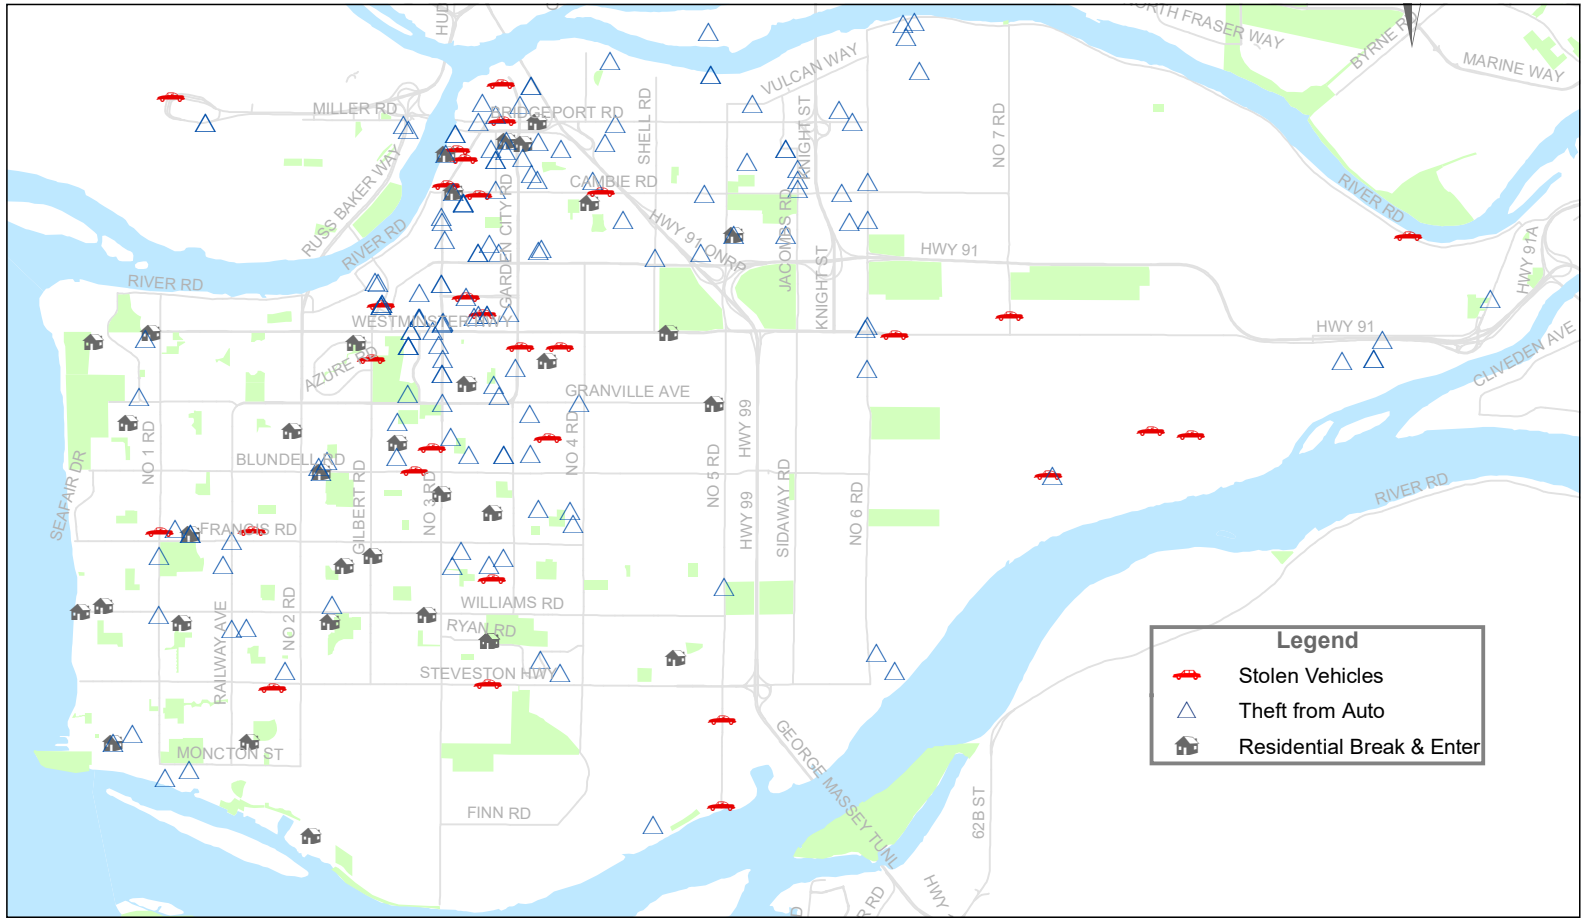 HUD
NORTH FRASER WAY
BYRNE RD
MARINE WAY
VULCAN WAY
MILLER RD
BRIDGEPORT RD
SHELL RD
KNIGHT ST
NO 7 RD
RUSS BAKER WAY
CAMBIE RD
RIVER RD
GARDEN CITY RD
HWY 91 ONRP
JACOMBS RD
RIVER RD
HWY 91
HWY 91A
RIVER RD
KNIGHT ST
WESTMINSTER HWY
HWY 91
CLIVEDEN AVE
AZURE RD
GRANVILLE AVE
HWY 99
NO 1 RD
NO 4 RD
BLUNDELL RD
SEAFAIR DR
GILBERT RD
NO 3 RD
NO 5 RD
SIDAWAY RD
NO 6 RD
RIVER RD
HWY 99
FRANCIS RD
WILLIAMS RD
NO 2 RD
RAILWAY AVE
RYAN RD
STEVESTON HWY
Legend
Stolen Vehicles
Theft from Auto
Residential Break & Enter
MONCTON ST
GEORGE MASSEY TUNL
FINN RD
62B ST
HWY
R RD
D